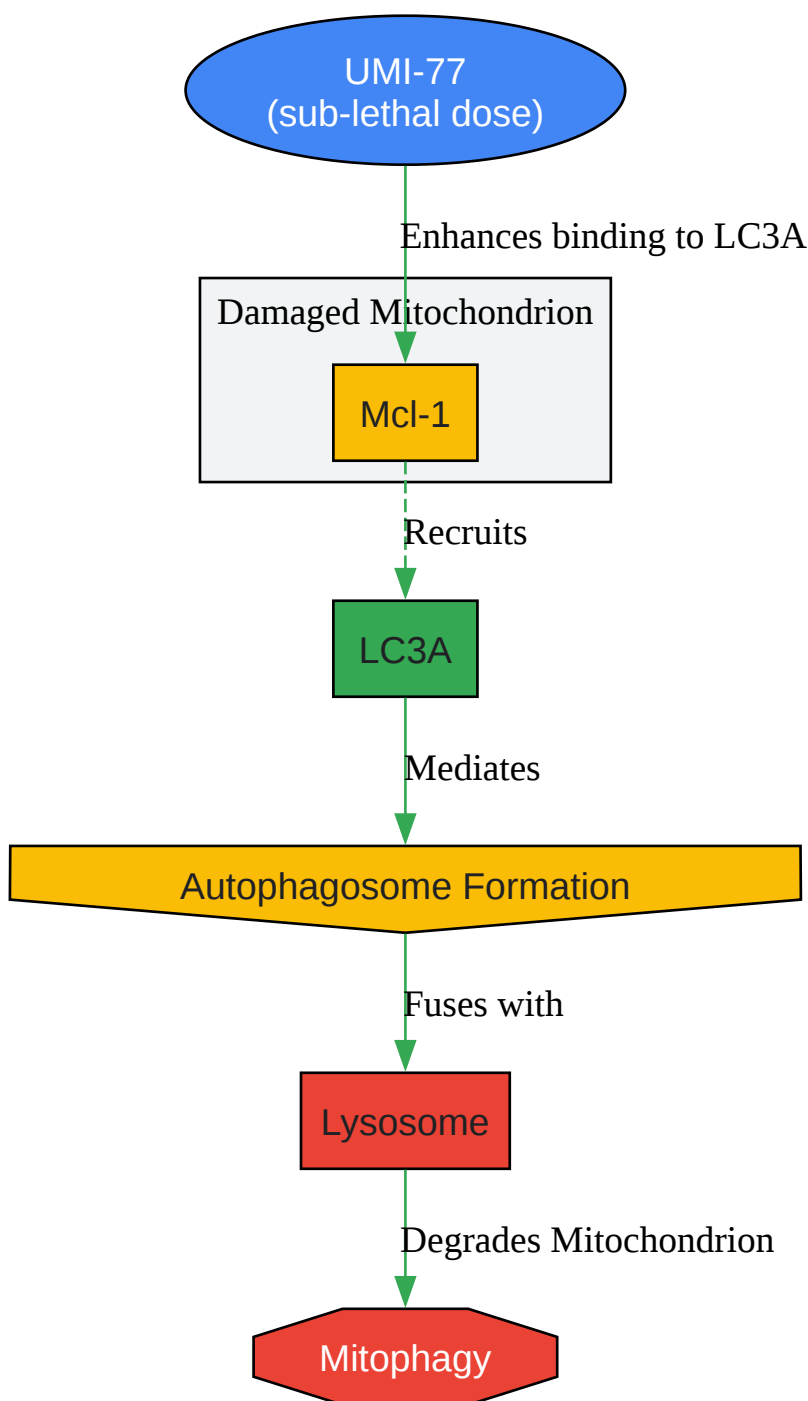 UMI-77
(sub-lethal dose)
Enhances binding to LC3A
Damaged Mitochondrion
Mcl-1
Recruits
LC3A
Mediates
Autophagosome Formation
Fuses with
Lysosome
Degrades Mitochondrion
Mitophagy